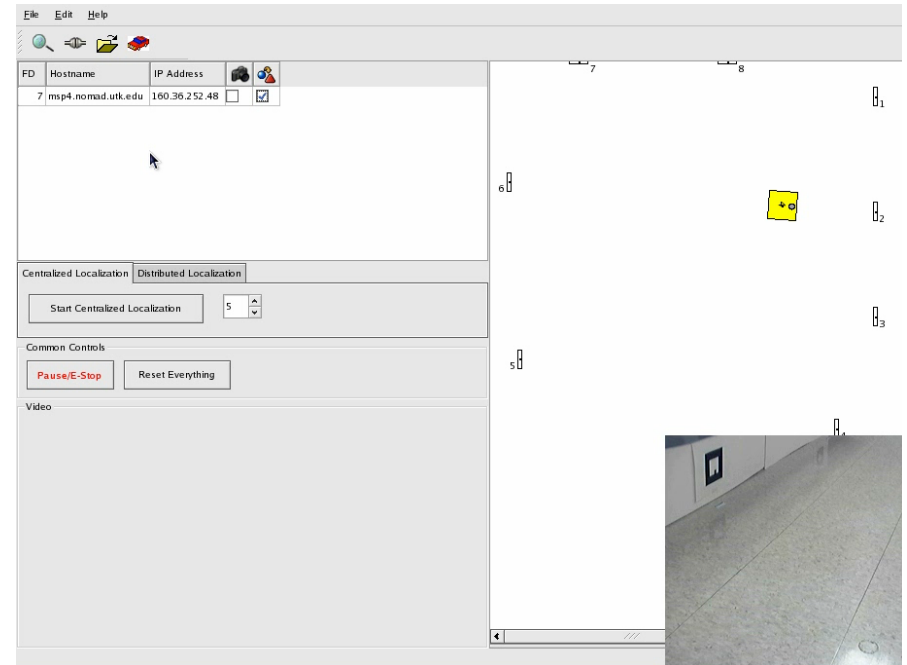 File Edit Help
FD Hostname IP Address
7 msp4.nomad.utk.edu 160.36.252.48
Centralized Localization Distributed Localization
Start Centralized Localization 5
Common Controls
Pause/E-Stop Reset Everything
Video
7
8
1
6
2
3
5
4